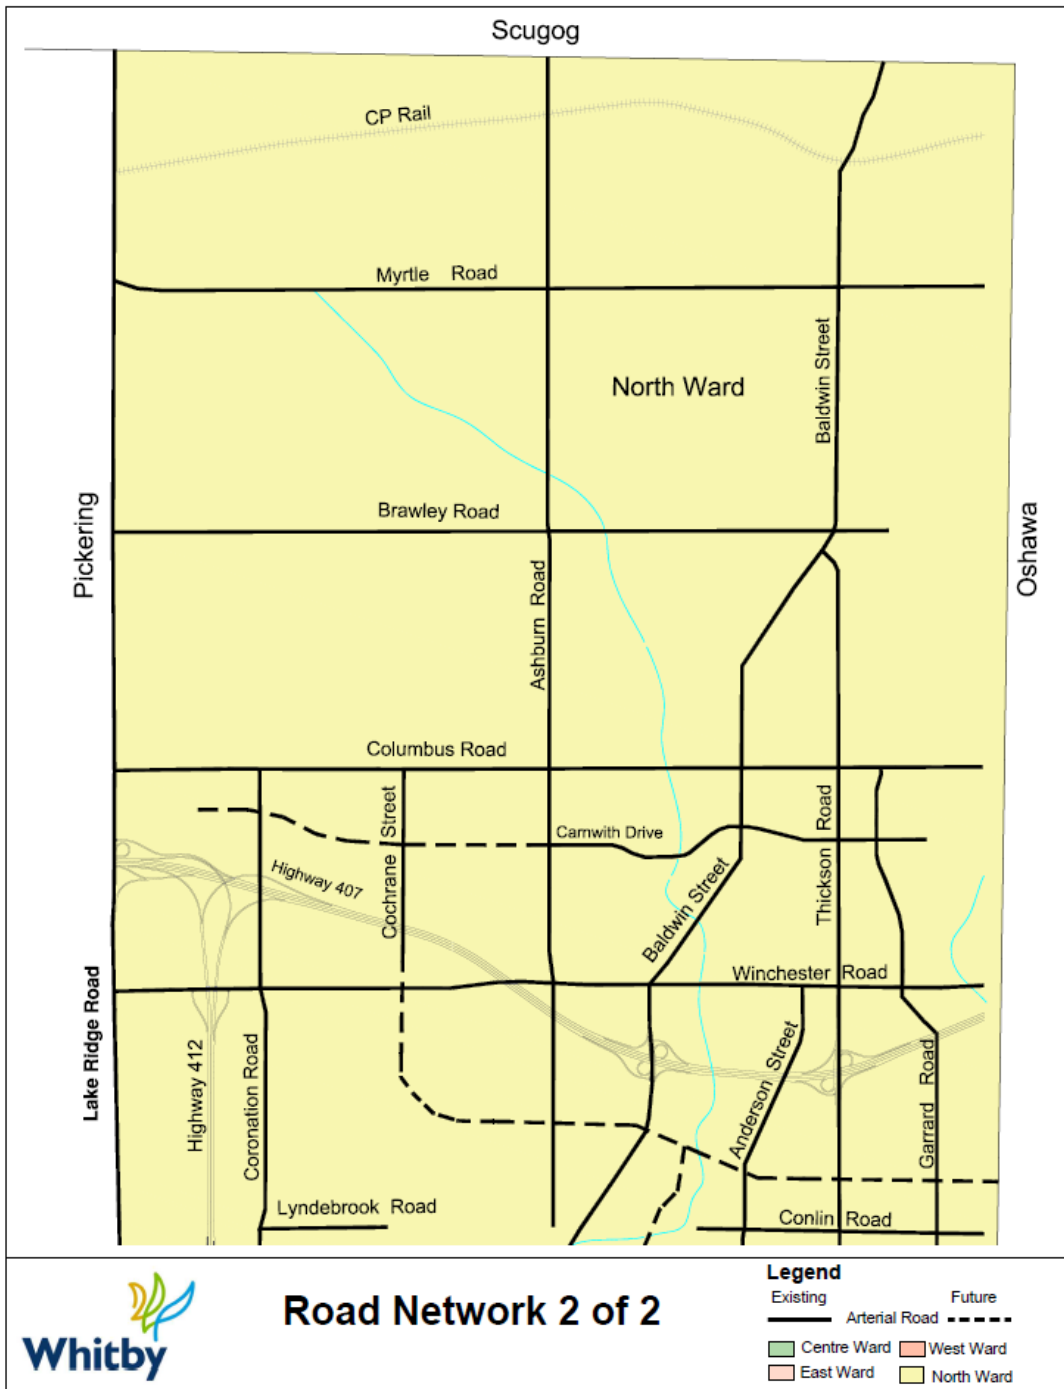 Scugog
CP Rail
Myrtle Road
Baldwin Street
North Ward
Pickering
Brawley Road
Oshawa
Ashburn Road
Columbus Road
Cochrane Street
Carnwith Drive
Thickson Road
Highway 407
Baldwin Street
Winchester Road
Lake Ridge Road
Highway 412
Coronation Road
Anderson Street
Garrard Road
Lyndebrook Road
Conlin Road
Whitby
Road Network 2 of 2
Legend
Existing Future
Arterial Road
Centre Ward West Ward
East Ward North Ward